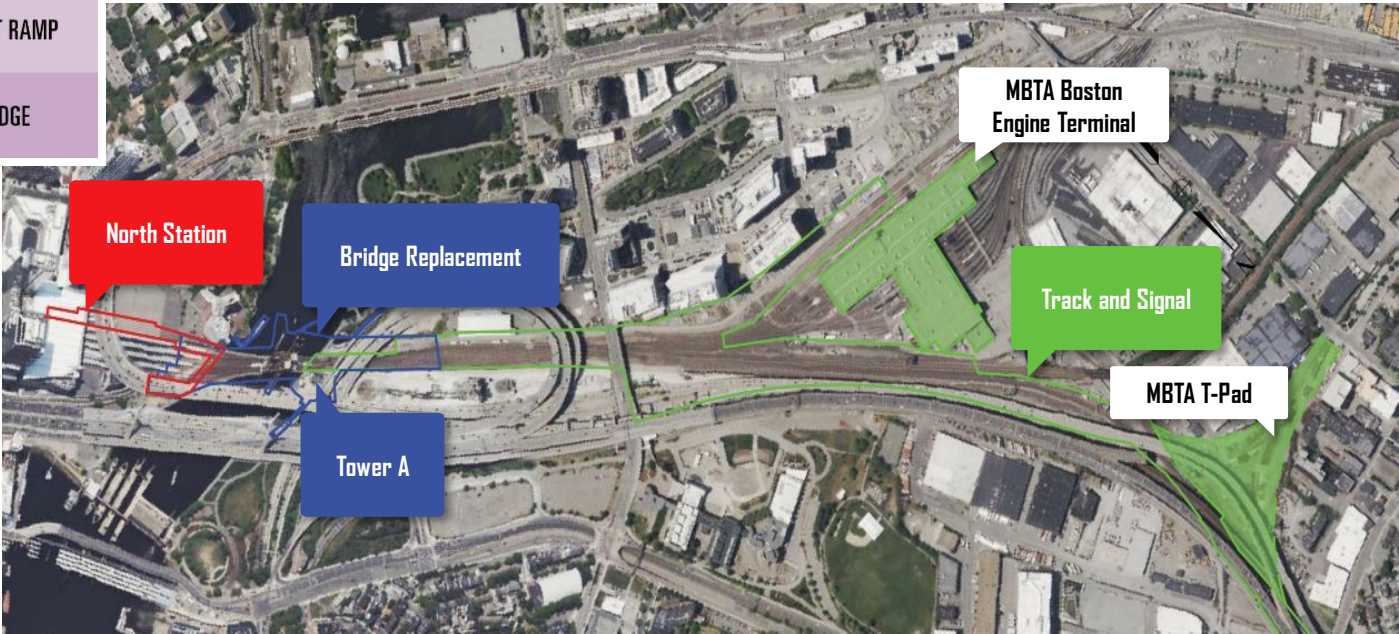 T RAMP
DGE
MBTA Boston
Engine Terminal
North Station
Bridge Replacement
Track and Signal
MBTA T-Pad
Tower A
N